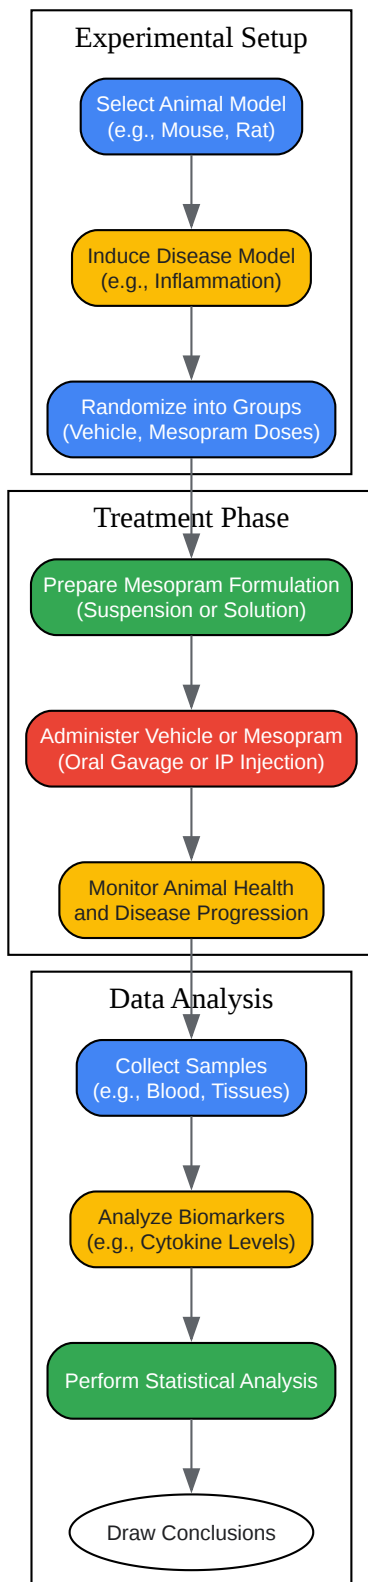 Experimental Setup
Select Animal Model
(e.g., Mouse, Rat)
Induce Disease Model
(e.g., Inflammation)
Randomize into Groups
(Vehicle, Mesopram Doses)
Treatment Phase
Prepare Mesopram Formulation
(Suspension or Solution)
Administer Vehicle or Mesopram
(Oral Gavage or IP Injection)
Monitor Animal Health
and Disease Progression
Data Analysis
Collect Samples
(e.g., Blood, Tissues)
Analyze Biomarkers
(e.g., Cytokine Levels)
Perform Statistical Analysis
Draw Conclusions